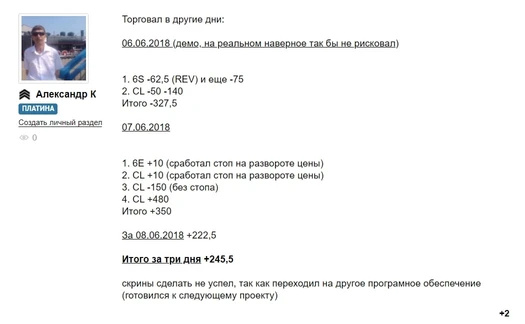 Торговал в другие дни:
06.06.2018 (демо, на реальном наверное так бы не рисковал)
1. 6S -62,5 (REV) и еще -75
2. CL -50 -140
Итого -327,5
Александр К
ПЛАТИНА
Создать личный раздел
0
07.06.2018
1. 6E +10 (сработал стоп на развороте цены)
2. CL +10 (сработал стоп на развороте цены)
3. CL -150 (без стопа)
4. CL +480
Итого +350
За 08.06.2018 +222,5
Итого за три дня +245,5
скрины сделать не успел, так как переходил на другое програмное обеспечение
(готовился к следующему проекту)
+2